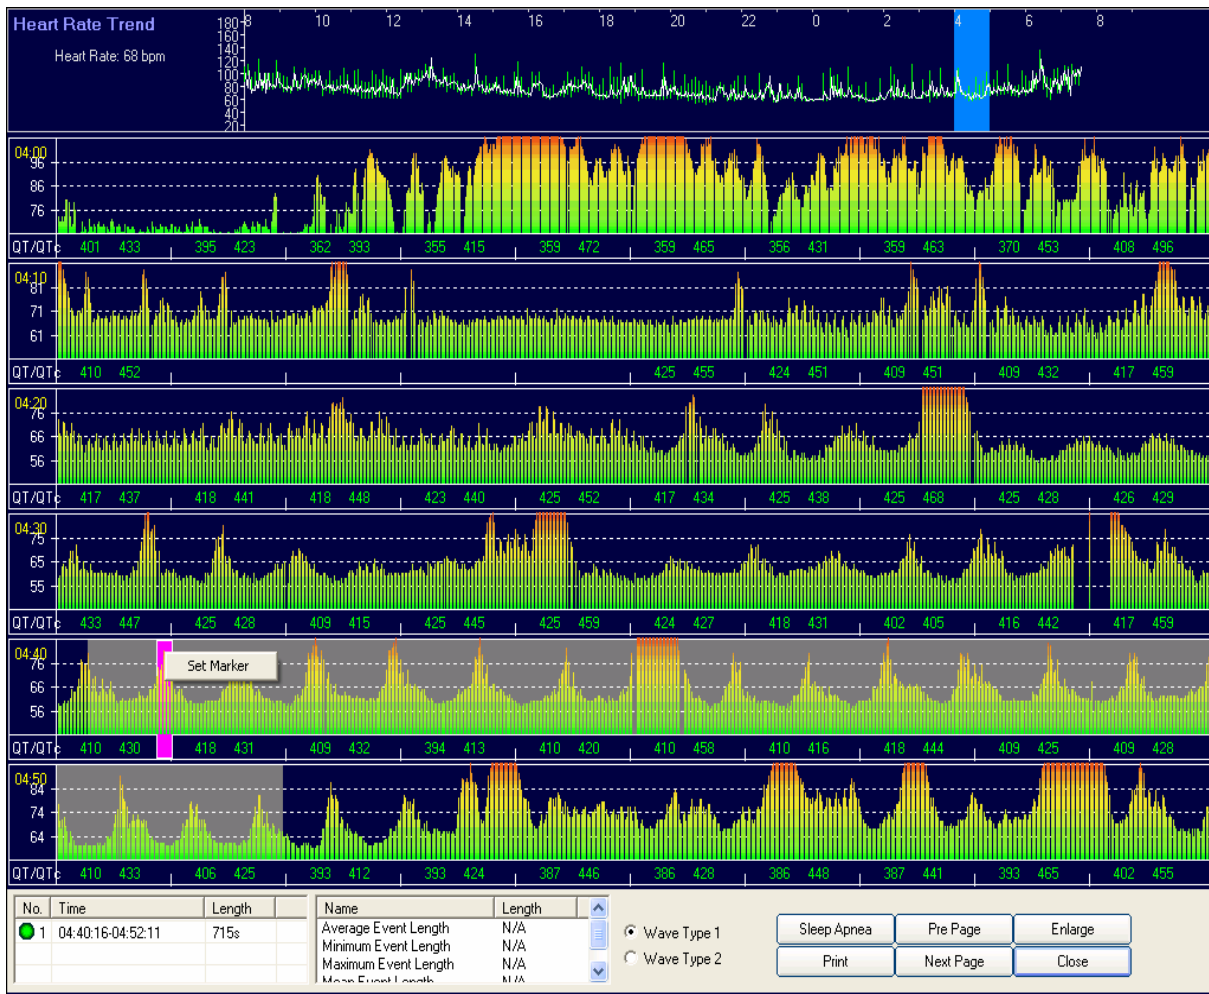 Heart Rate Trend
Heart Rate: 68 bpm
8 10 12 14 16 18 20 22 0 2 4 6 8
180
160
140
120
100
80
60
40
20
04:00
96
86
76
QT/QTc 401 433 395 423 362 393 355 415 359 472 359 465 356 431 359 463 370 453 408 496
04:10
81
71
61
QT/QTc 410 452 425 455 424 451 409 451 409 432 417 459
04:20
76
66
56
QT/QTc 417 437 418 441 418 448 423 440 425 452 417 434 425 438 425 468 425 428 426 429
04:30
75
65
55
QT/QTc 433 447 425 428 409 415 425 445 425 459 424 427 418 431 402 405 416 442 417 459
04:40
76
66
56
Set Marker
QT/QTc 410 430 418 431 409 432 394 413 410 420 410 458 410 416 418 444 409 425 409 428
04:50
84
74
64
QT/QTc 410 433 406 425 393 412 393 424 387 446 386 428 386 448 387 441 393 465 402 455
No. Time Length
1 04:40:16-04:52:11 715s
Name Length
Average Event Length N/A
Minimum Event Length N/A
Maximum Event Length N/A
Mean Event Length N/A
Wave Type 1
Wave Type 2
Sleep Apnea Pre Page Enlarge
Print Next Page Close